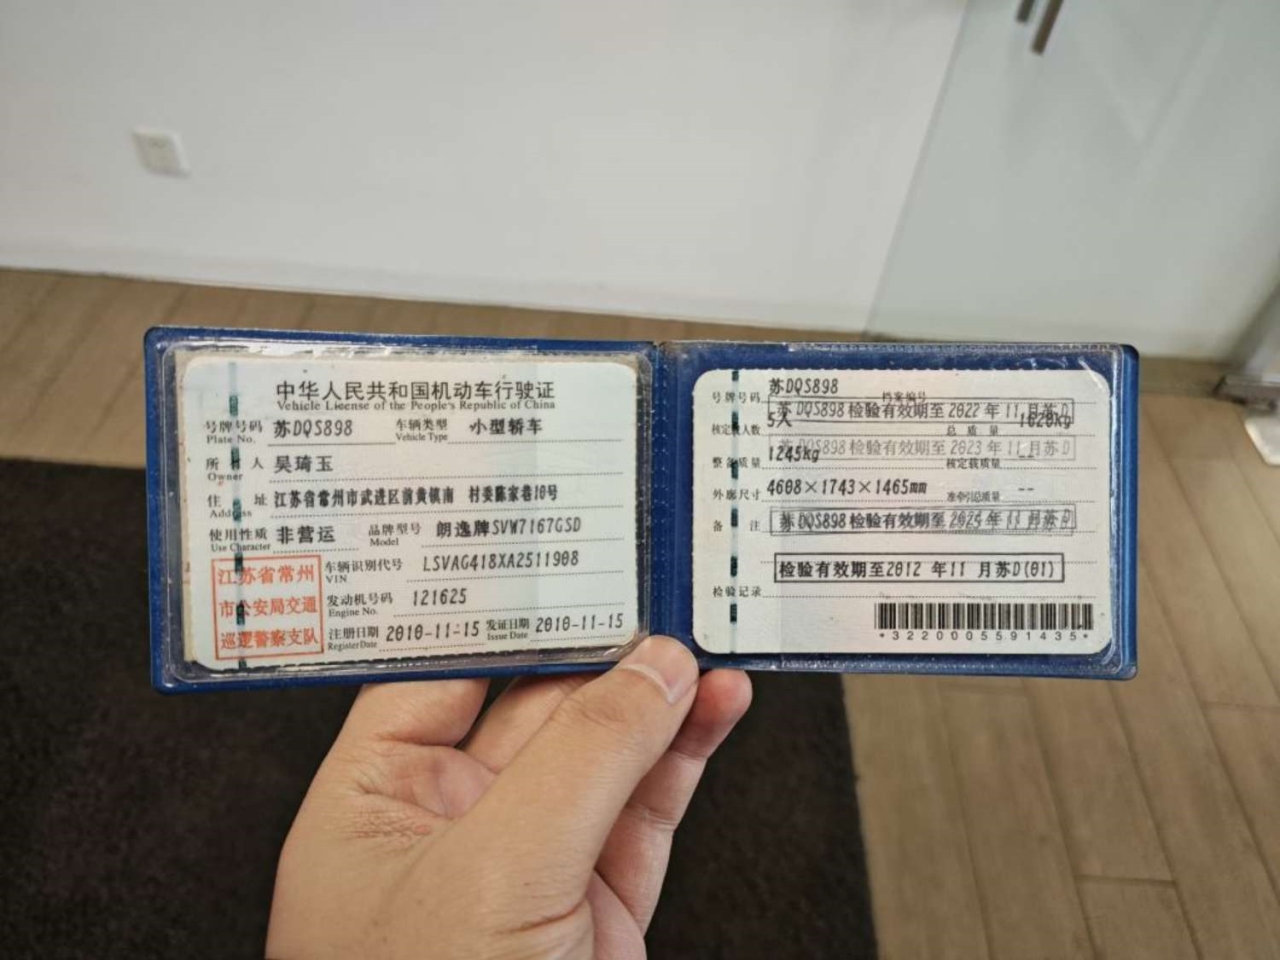 中华人民共和国机动车行驶证
Vehicle License of the People's Republic of China
号牌号码 苏DQS898 车辆类型 小型轿车
Plate No. Vehicle Type
所有人 吴琦玉
Owner
住址 江苏省常州市武进区前黄镇南 村委陈家巷10号
Address
使用性质 非营运 品牌型号 朗逸牌SVW7167GSD
Use Character Model
江苏省常州
市公安局交通
巡逻警察支队
车辆识别代号 LSVAG418XA2511908
VIN
发动机号码 121625
Engine No.
注册日期 2010-11-15 发证日期 2010-11-15
Register Date Issue Date
号牌号码 苏DQS898 档案编号
苏DQS898检验有效期至2022年11月苏D
核定载人数 5人 总质量 1620kg
苏DQS898检验有效期至2023年11月苏D
整备质量 1245kg 核定载质量 --
外廓尺寸 4608×1743×1465mm 准牵引总质量 --
备注 苏DQS898检验有效期至2024年11月苏D
检验有效期至2012 年11 月苏D(01)
检验记录
*3220005591435*